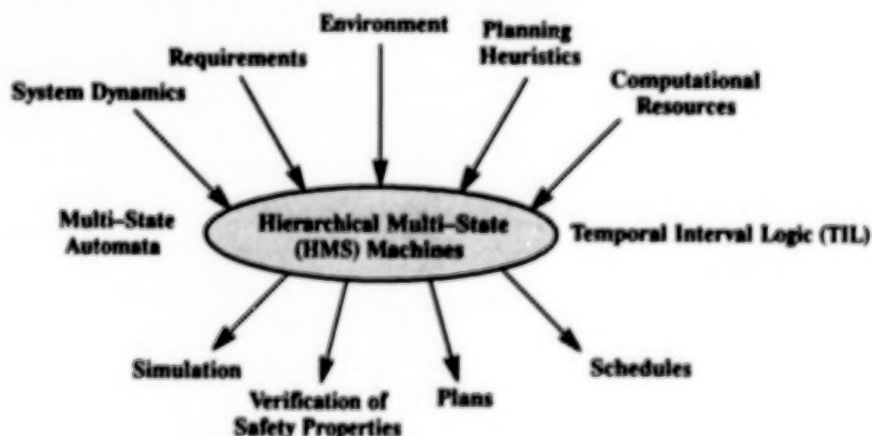 Environment
Planning
Heuristics
Requirements
Computational
Resources
System Dynamics
Multi–State
Automata
Hierarchical Multi–State
(HMS) Machines
Temporal Interval Logic (TIL)
Simulation
Verification of
Safety Properties
Plans
Schedules